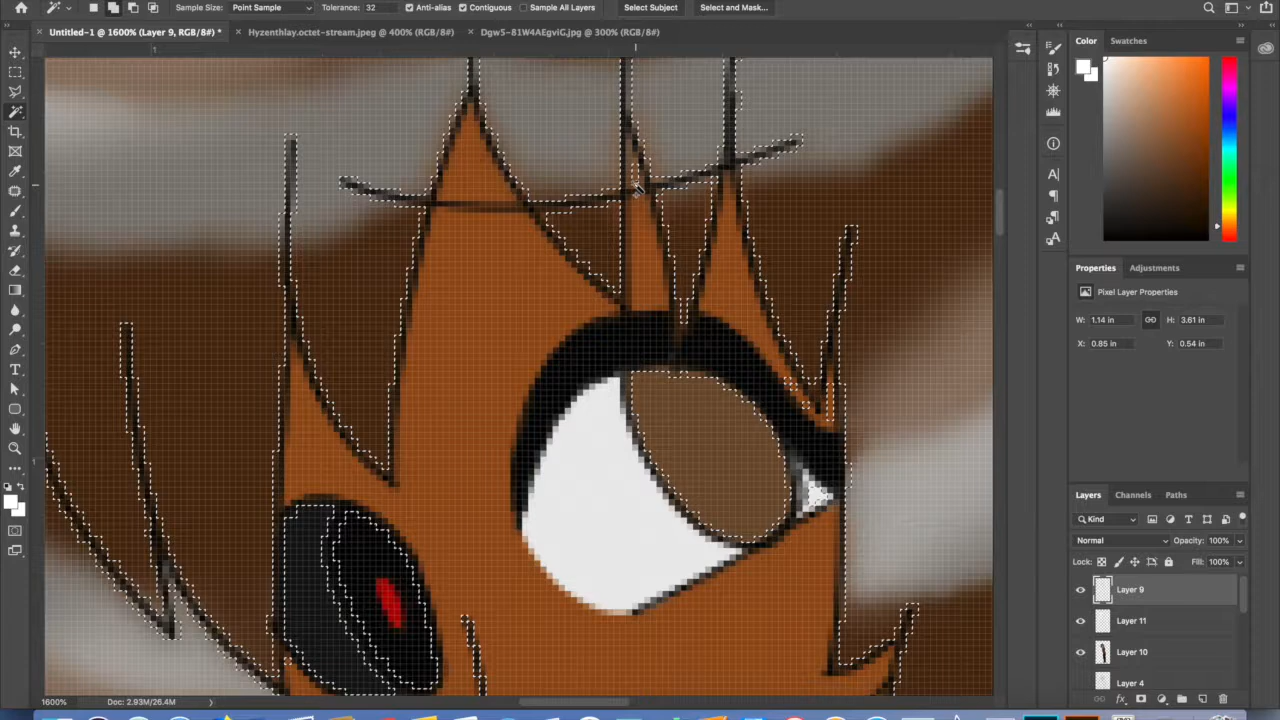 Sample Size: Point Sample Tolerance: 32 Anti-alias Contiguous Sample All Layers Select Subject Select and Mask...
Untitled-1 @ 1600% (Layer 9, RGB/8#) * Hyzenthlay.octet-stream.jpeg @ 400% (RGB/8#) Dgw5-81W4AEgviG.jpg @ 300% (RGB/8#)
Color Swatches
Properties Adjustments
Pixel Layer Properties
W: 1.14 in H: 3.61 in
X: 0.85 in Y: 0.54 in
Layers Channels Paths
Kind
Normal Opacity: 100%
Lock: Fill: 100%
Layer 9
Layer 11
Layer 10
Layer 4
1600% Doc: 2.93M/26.4M